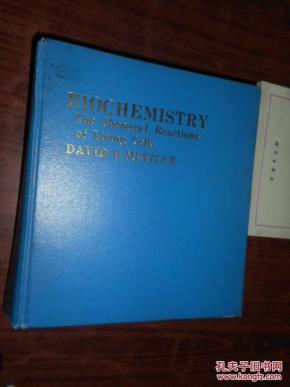 BIOCHEMISTRY
The Chemical Reactions
of Living Cells
DAVID E. METZLER
孔夫子旧书网